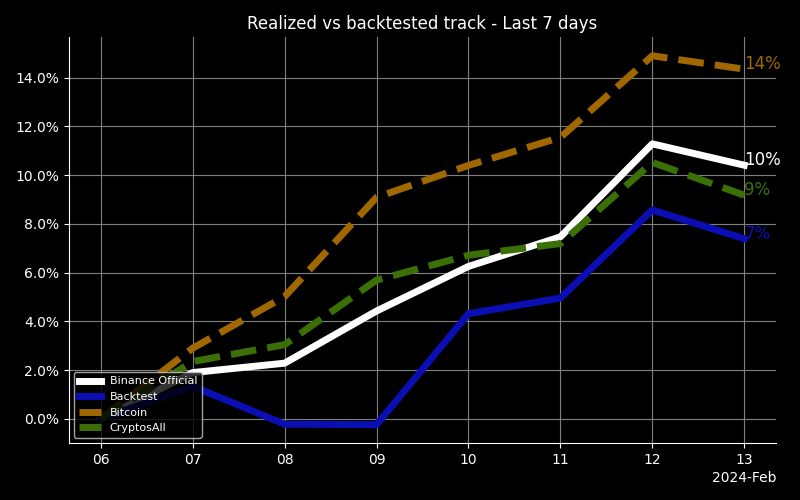 Realized vs backtested track - Last 7 days
14.0%
12.0%
10.0%
8.0%
6.0%
4.0%
2.0%
0.0%
14%
10%
9%
7%
Binance Official
Backtest
Bitcoin
CryptosAll
06 07 08 09 10 11 12 13
2024-Feb